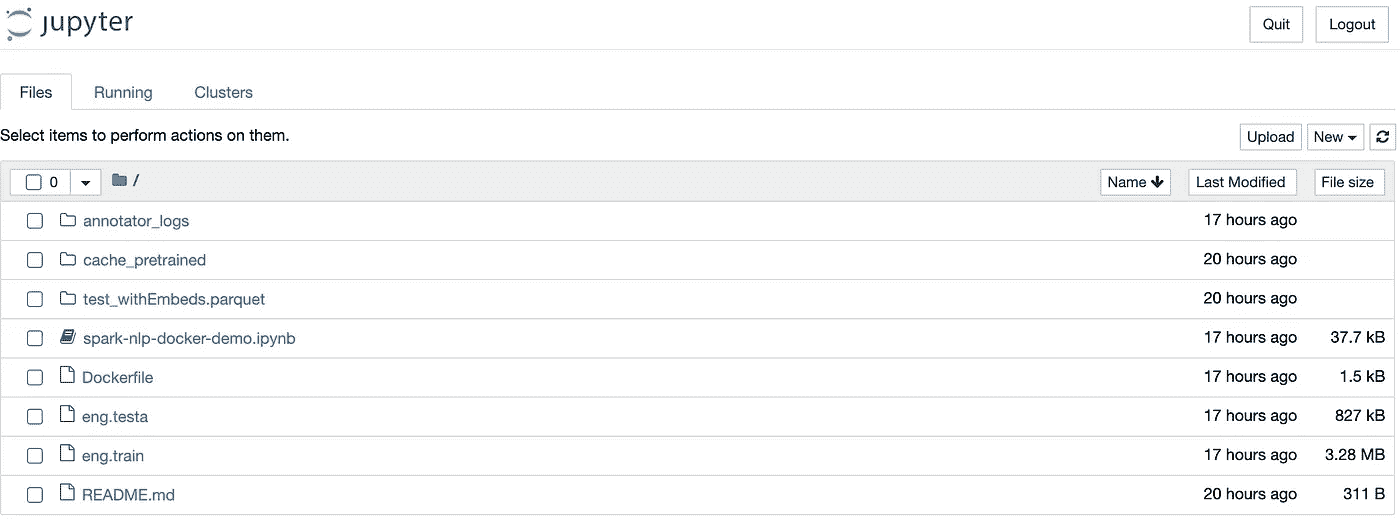 jupyter
Quit Logout
Files Running Clusters
Select items to perform actions on them.
Upload New
0 / Name Last Modified File size
annotator_logs 17 hours ago
cache_pretrained 20 hours ago
test_withEmbeds.parquet 20 hours ago
spark-nlp-docker-demo.ipynb 17 hours ago 37.7 kB
Dockerfile 17 hours ago 1.5 kB
eng.testa 17 hours ago 827 kB
eng.train 17 hours ago 3.28 MB
README.md 20 hours ago 311 B